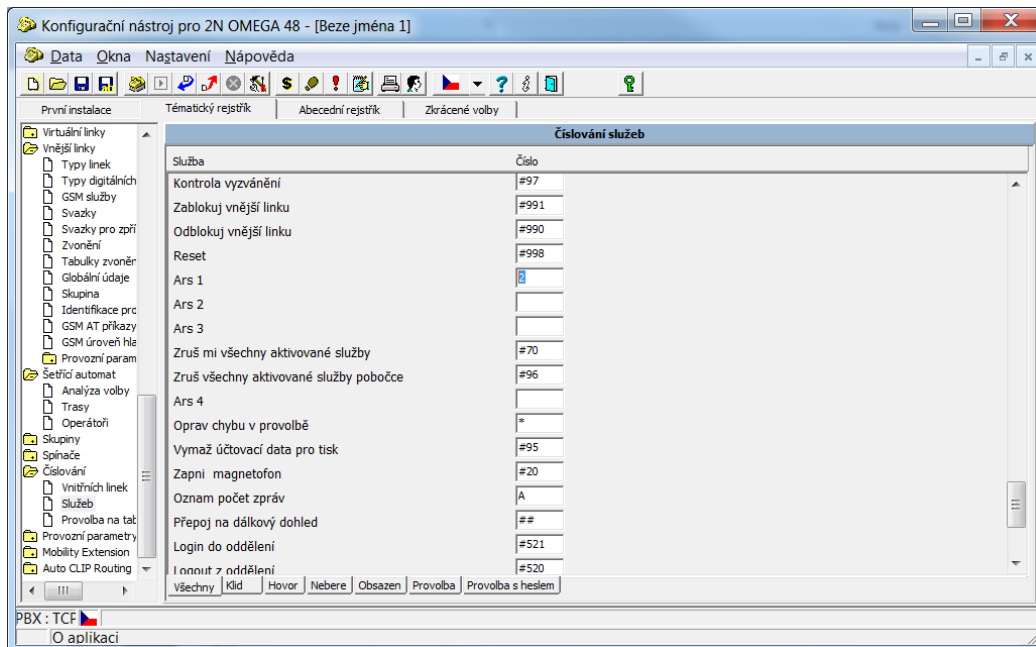 Konfigurační nástroj pro 2N OMEGA 48 - [Beze jména 1]
Data Okna Nastavení Nápověda
První instalace Tématický rejstřík Abecední rejstřík Zkrácené volby
Virtuální linky
Vnější linky
Typy linek
Typy digitálních
GSM služby
Svazky
Svazky pro zpří
Zvonění
Tabulky zvoněn
Globální údaje
Skupina
Identifikace pro
GSM AT příkazy
GSM úroveň hla
Provozní param
Šetřící automat
Analýza volby
Trasy
Operátoři
Skupiny
Spínače
Číslování
Vnitřních linek
Služeb
Provolba na tab
Provozní parametry
Mobility Extension
Auto CLIP Routing
Číslování služeb
Služba Číslo
Kontrola vyzvánění #97
Zablokuj vnější linku #991
Odblokuj vnější linku #990
Reset #998
Ars 1 2
Ars 2
Ars 3
Zruš mi všechny aktivované služby #70
Zruš všechny aktivované služby pobočce #96
Ars 4
Oprav chybu v provolbě *
Vymaž účtovací data pro tisk #95
Zapni magnetofon #20
Oznam počet zpráv A
Přepoj na dálkový dohled ##
Login do oddělení #521
Logout z oddělení #520
Všechny Klid Hovor Nebere Obsazen Provolba Provolba s heslem
PBX : TCP
O aplikaci